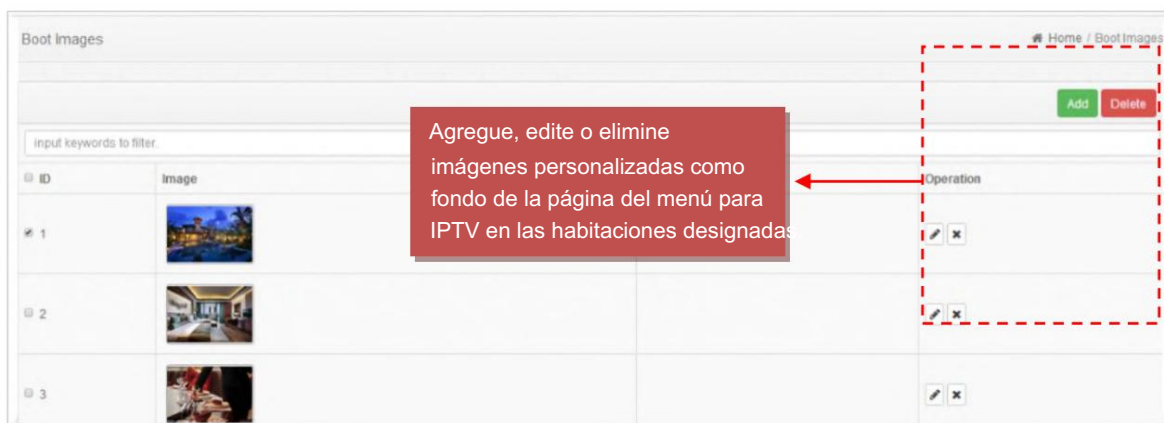 Boot Images
Home / Boot Images
Add Delete
input keywords to filter.
Agregue, edite o elimine
imágenes personalizadas como
fondo de la página del menú para
IPTV en las habitaciones designadas
ID Image Operation
1
2
3